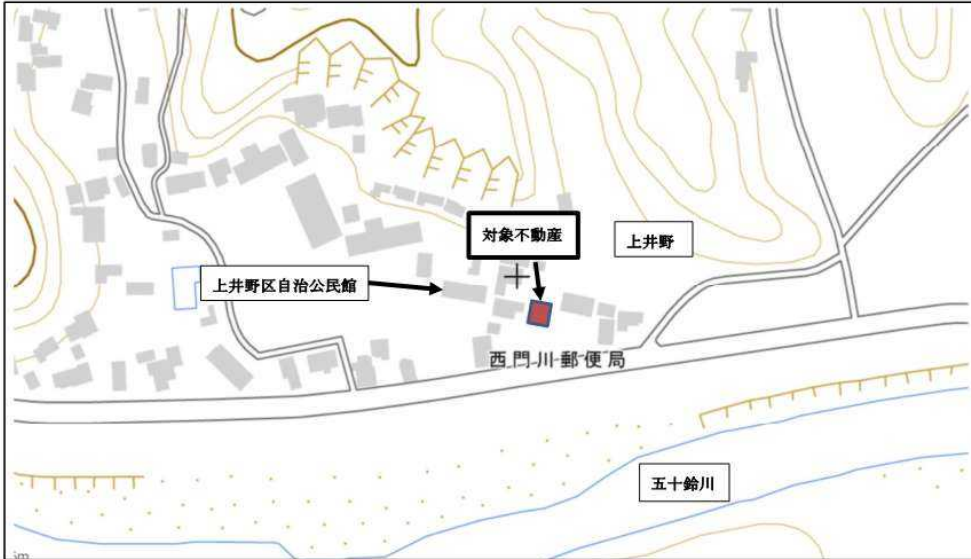 対象不動産
上井野
上井野区自治公民館
西門川郵便局
五十鈴川